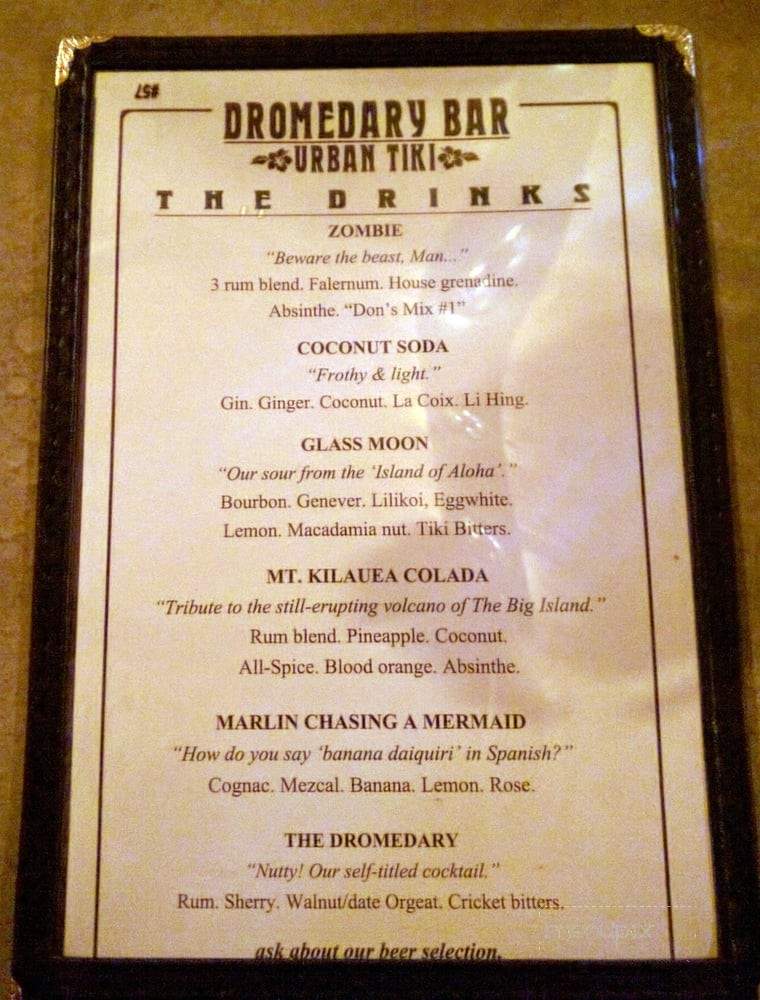 #57
DROMEDARY BAR
URBAN TIKI
THE DRINKS
ZOMBIE
“Beware the beast, Man...”
3 rum blend. Falernum. House grenadine.
Absinthe. “Don’s Mix #1”
COCONUT SODA
“Frothy & light.”
Gin. Ginger. Coconut. La Coix. Li Hing.
GLASS MOON
“Our sour from the ‘Island of Aloha’.”
Bourbon. Genever. Lilikoi, Eggwhite.
Lemon. Macadamia nut. Tiki Bitters.
MT. KILAUEA COLADA
“Tribute to the still-erupting volcano of The Big Island.”
Rum blend. Pineapple. Coconut.
All-Spice. Blood orange. Absinthe.
MARLIN CHASING A MERMAID
“How do you say ‘banana daiquiri’ in Spanish?”
Cognac. Mezcal. Banana. Lemon. Rose.
THE DROMEDARY
“Nutty! Our self-titled cocktail.”
Rum. Sherry. Walnut/date Orgeat. Cricket bitters.
ask about our beer selection.